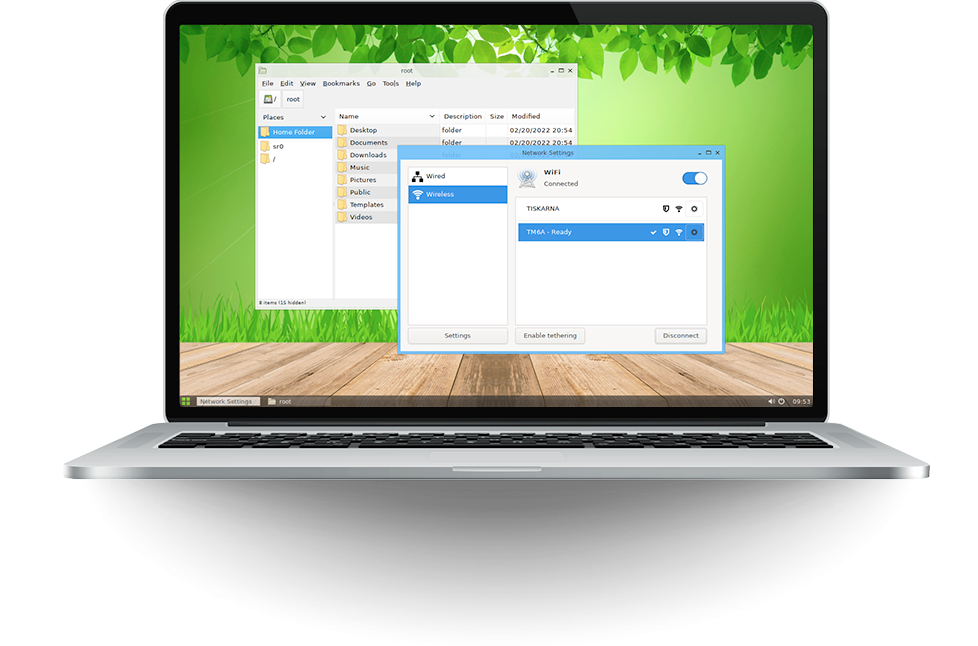 root
File Edit View Bookmarks Go Tools Help
/ root
Places
Home Folder
sr0
/
Name Description Size Modified
Desktop folder 02/20/2022 20:54
Documents folder 02/20/2022 20:54
Downloads
Music
Pictures
Public
Templates
Videos
8 items (15 hidden)
Network Settings
Wired
Wireless
WiFi
Connected
TISKARNA
TM6A - Ready
Settings
Enable tethering
Disconnect
Network Settings
root
09:53